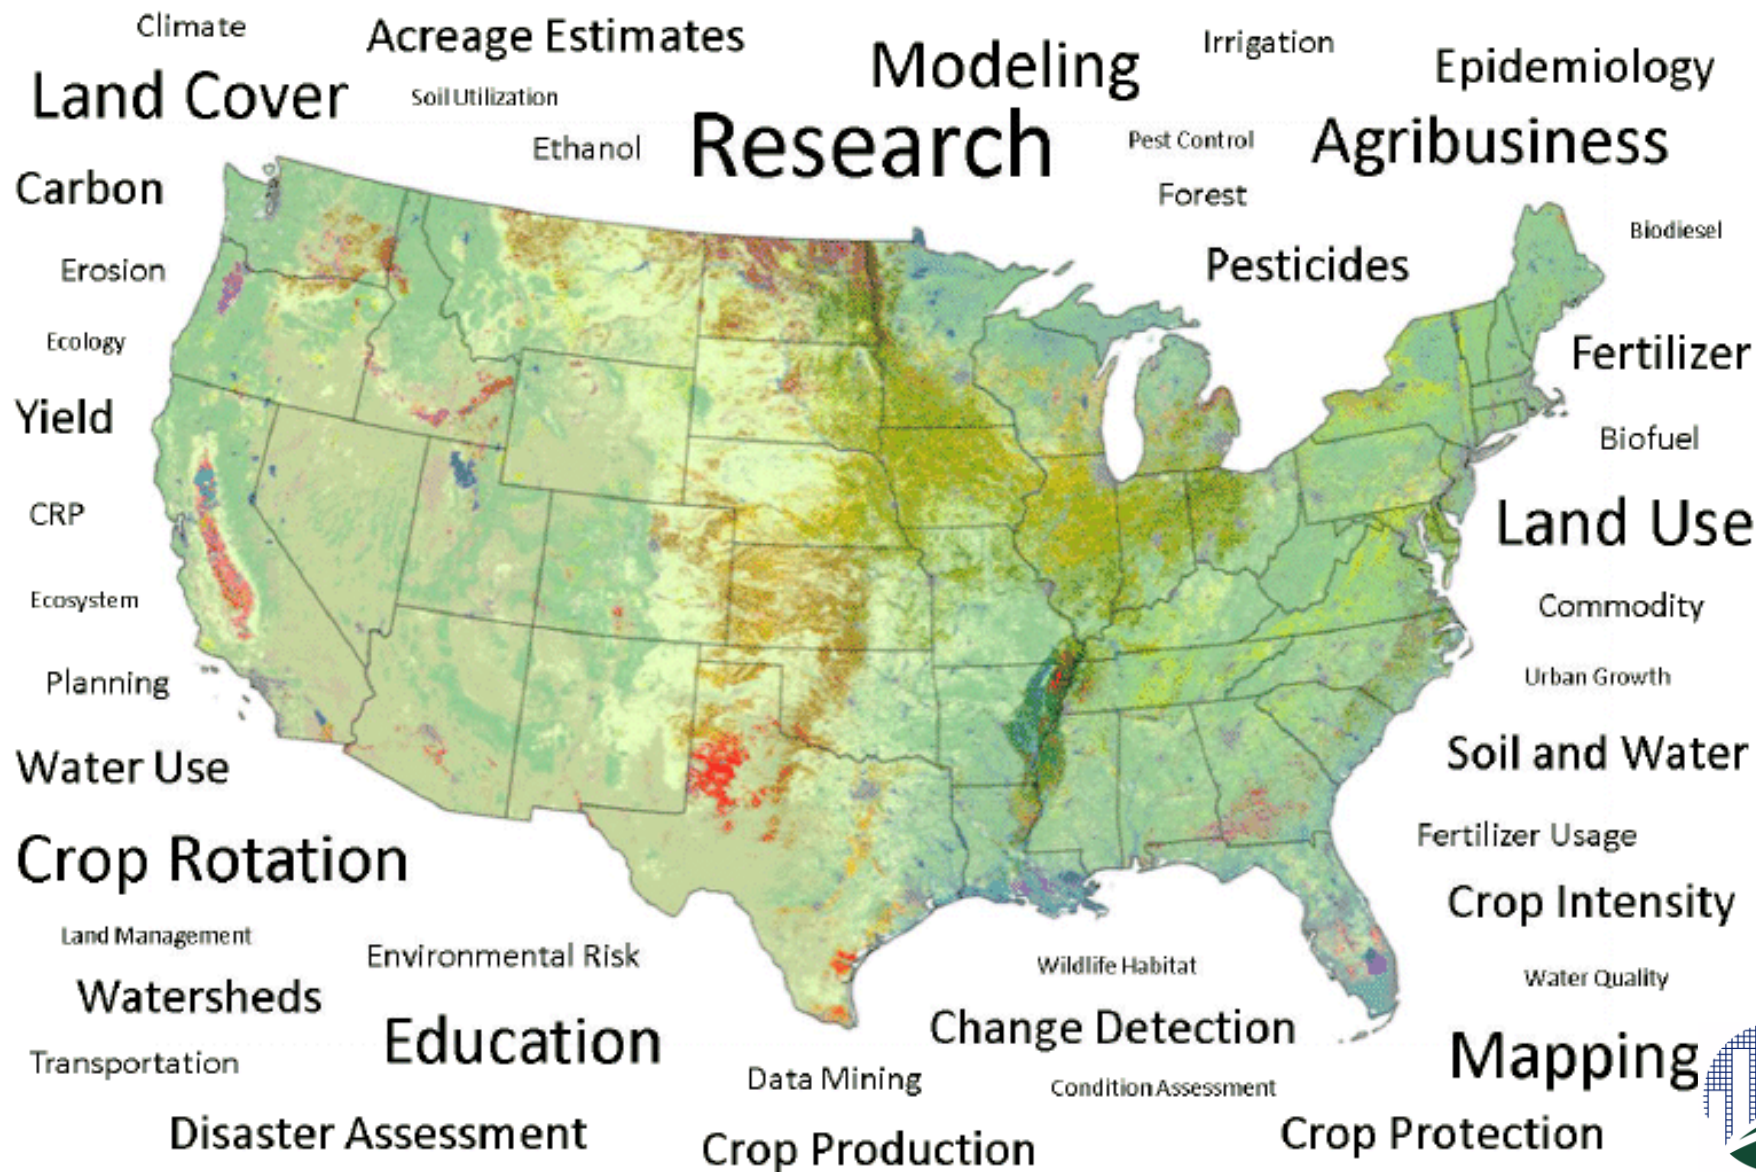 Climate
Acreage Estimates
Modeling
Irrigation
Epidemiology
Land Cover
Soil Utilization
Ethanol
Research
Pest Control
Agribusiness
Carbon
Forest
Biodiesel
Erosion
Pesticides
Ecology
Fertilizer
Yield
Biofuel
CRP
Land Use
Ecosystem
Commodity
Planning
Urban Growth
Water Use
Soil and Water
Crop Rotation
Fertilizer Usage
Crop Intensity
Land Management
Environmental Risk
Wildlife Habitat
Water Quality
Watersheds
Education
Change Detection
Mapping
Transportation
Data Mining
Condition Assessment
Disaster Assessment
Crop Production
Crop Protection